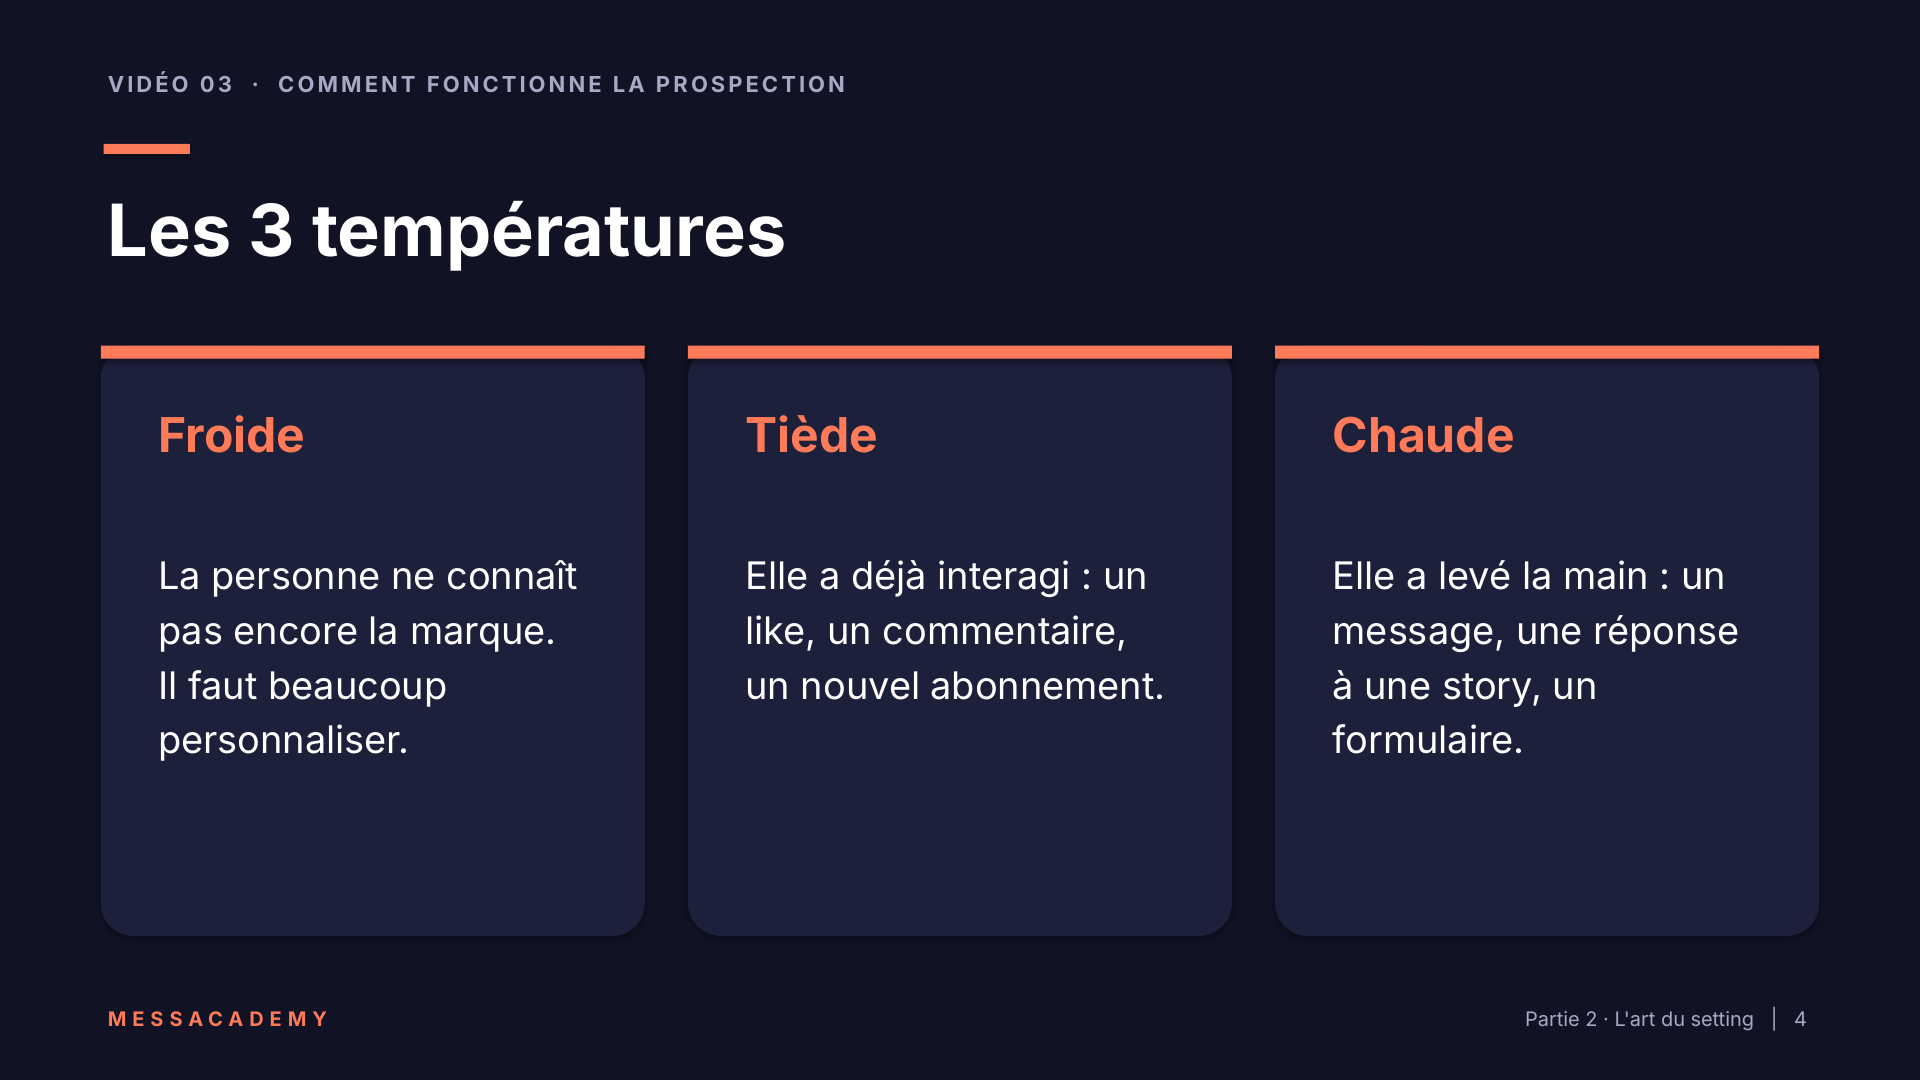 VIDÉO 03 · COMMENT FONCTIONNE LA PROSPECTION
Les 3 températures
Froide
La personne ne connaît
pas encore la marque.
Il faut beaucoup
personnaliser.
Tiède
Elle a déjà interagi : un
like, un commentaire,
un nouvel abonnement.
Chaude
Elle a levé la main : un
message, une réponse
à une story, un
formulaire.
MESSACADEMY
Partie 2 · L'art du setting | 4